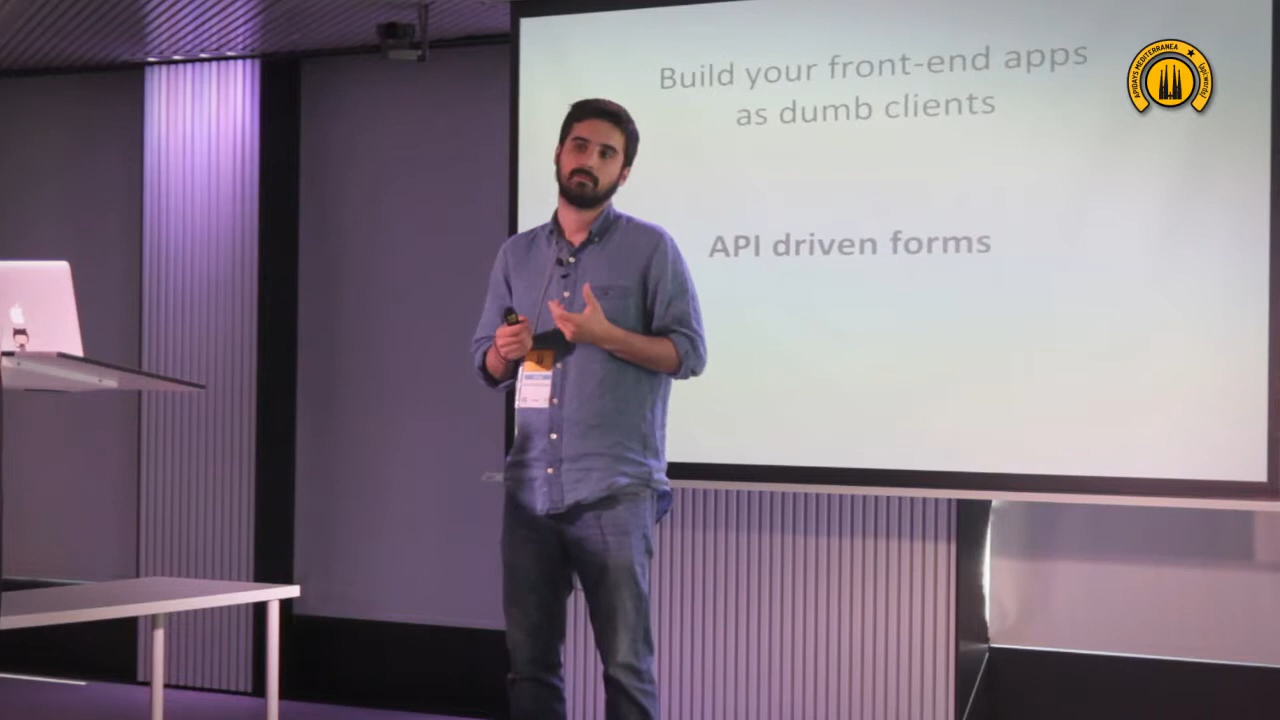 Build your front-end apps
as dumb clients
API driven forms
APIDAYS MEDITERRANEA